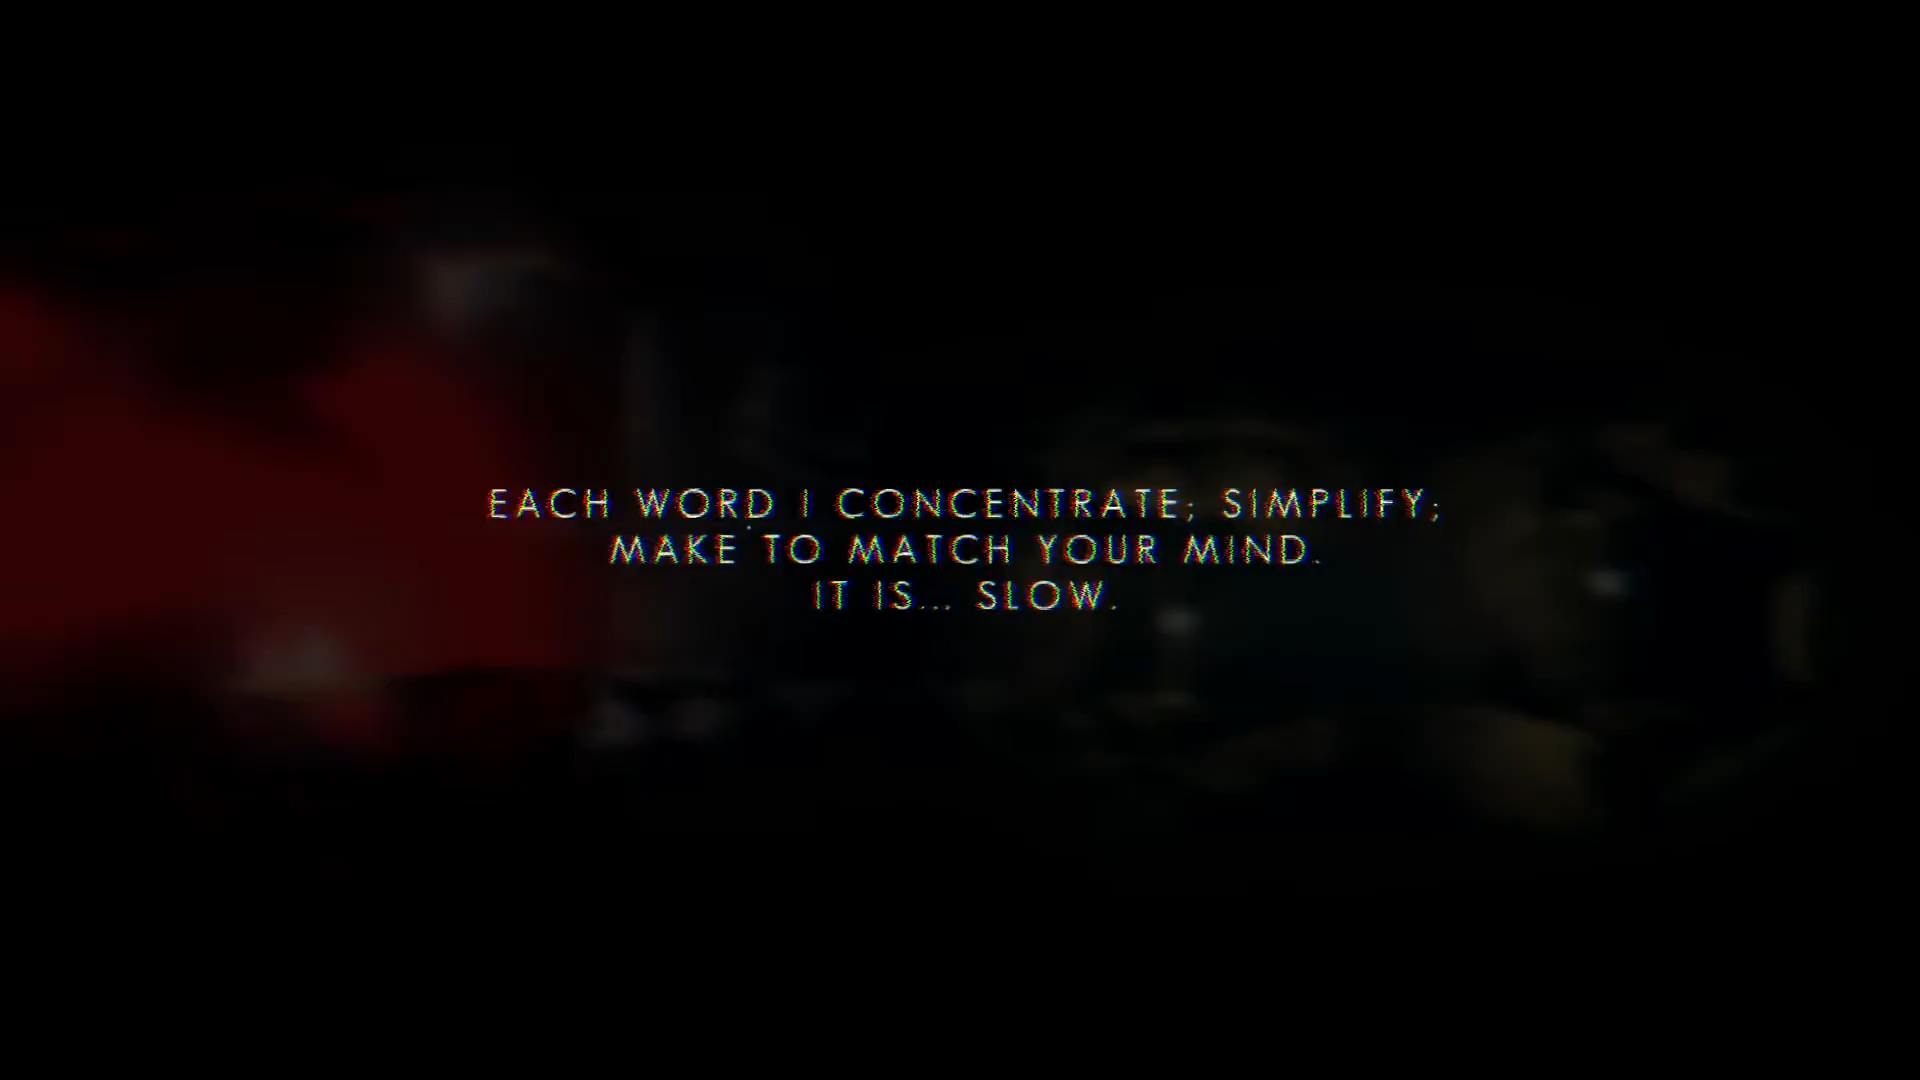 EACH WORD I CONCENTRATE; SIMPLIFY;
MAKE TO MATCH YOUR MIND.
IT IS... SLOW.